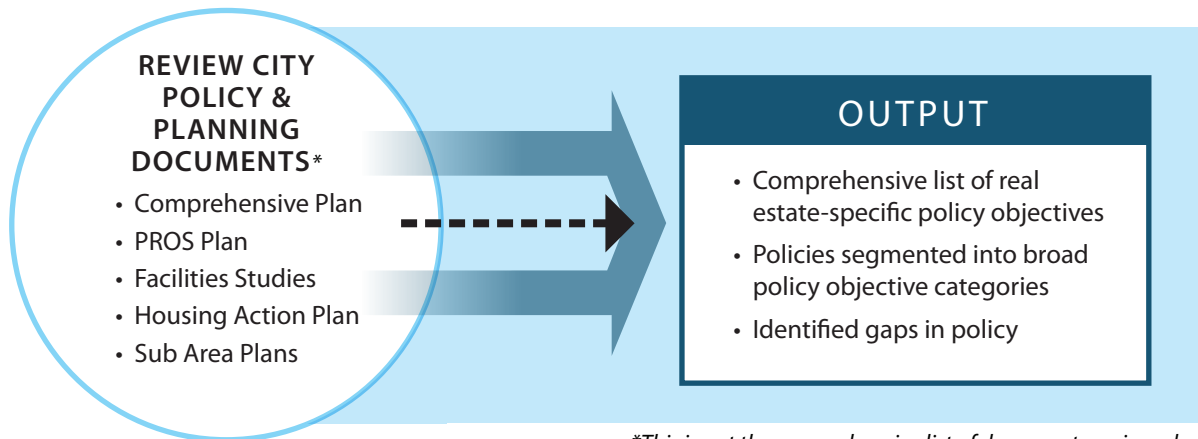 REVIEW CITY
POLICY &
PLANNING
DOCUMENTS*
• Comprehensive Plan
• PROS Plan
• Facilities Studies
• Housing Action Plan
• Sub Area Plans
OUTPUT
• Comprehensive list of real
estate-specific policy objectives
• Policies segmented into broad
policy objective categories
• Identified gaps in policy